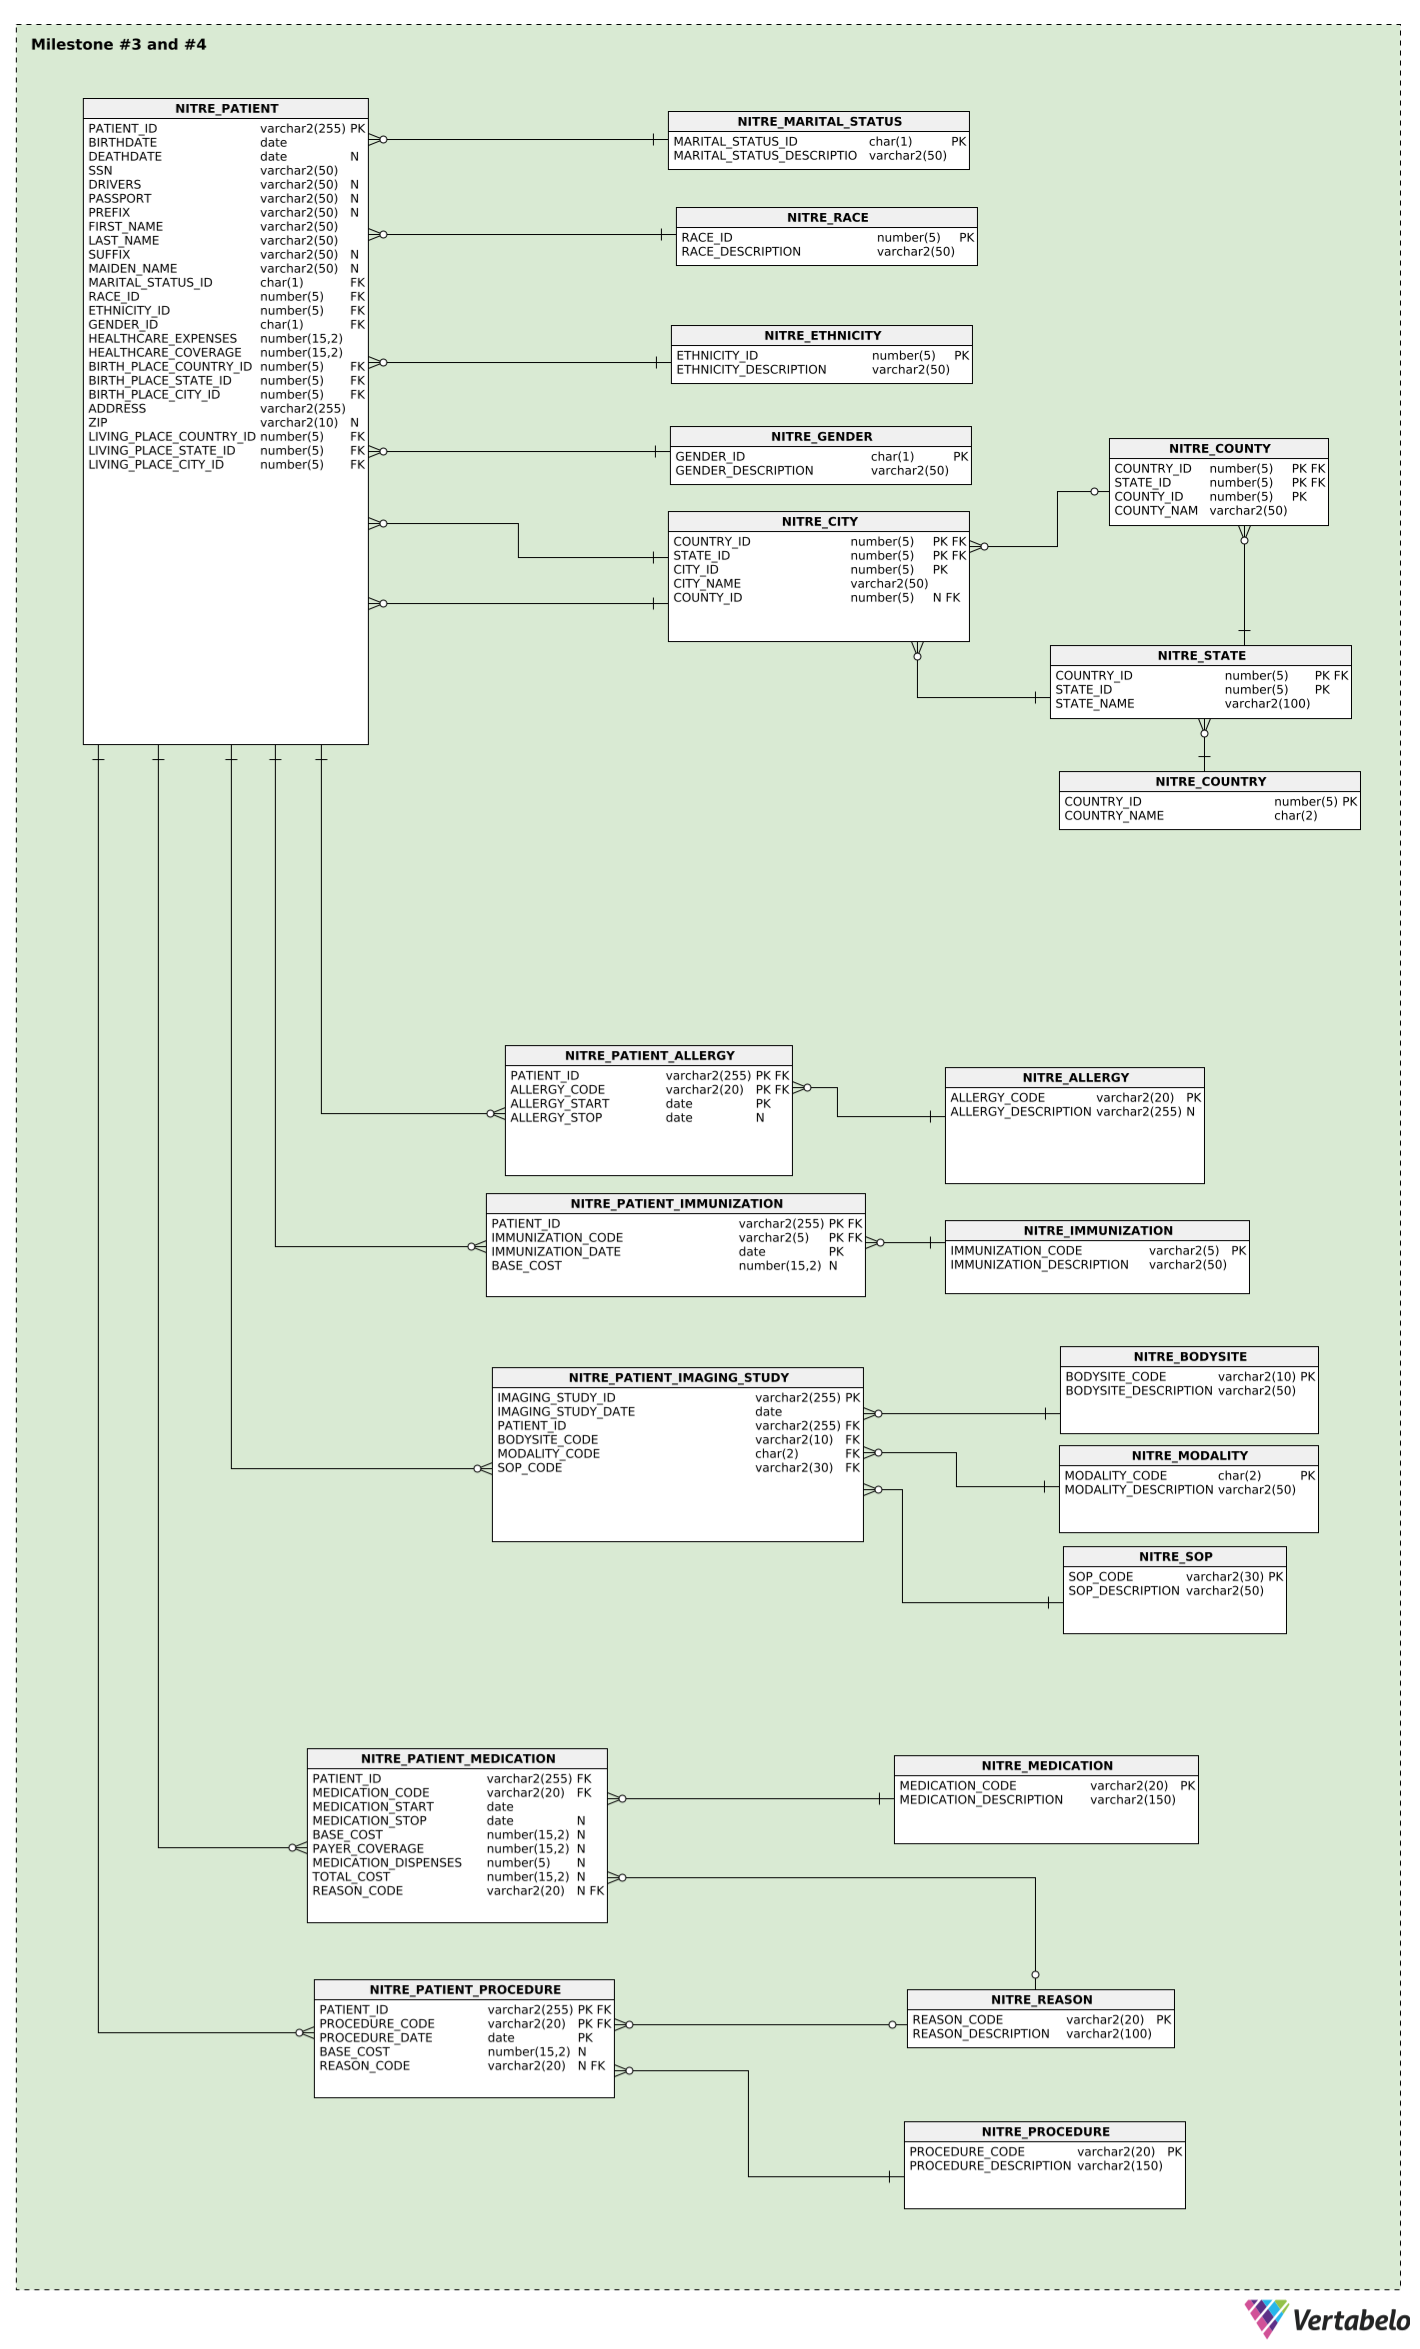 Milestone #3 and #4
NITRE_PATIENT
PATIENT_ID varchar2(255) PK
BIRTHDATE date
DEATHDATE date N
SSN varchar2(50)
DRIVERS varchar2(50) N
PASSPORT varchar2(50) N
PREFIX varchar2(50) N
FIRST_NAME varchar2(50)
LAST_NAME varchar2(50)
SUFFIX varchar2(50) N
MAIDEN_NAME varchar2(50) N
MARITAL_STATUS_ID char(1) FK
RACE_ID number(5) FK
ETHNICITY_ID number(5) FK
GENDER_ID char(1) FK
HEALTHCARE_EXPENSES number(15,2)
HEALTHCARE_COVERAGE number(15,2)
BIRTH_PLACE_COUNTRY_ID number(5) FK
BIRTH_PLACE_STATE_ID number(5) FK
BIRTH_PLACE_CITY_ID number(5) FK
ADDRESS varchar2(255)
ZIP varchar2(10) N
LIVING_PLACE_COUNTRY_ID number(5) FK
LIVING_PLACE_STATE_ID number(5) FK
LIVING_PLACE_CITY_ID number(5) FK
NITRE_MARITAL_STATUS
MARITAL_STATUS_ID char(1) PK
MARITAL_STATUS_DESCRIPTIO varchar2(50)
NITRE_RACE
RACE_ID number(5) PK
RACE_DESCRIPTION varchar2(50)
NITRE_ETHNICITY
ETHNICITY_ID number(5) PK
ETHNICITY_DESCRIPTION varchar2(50)
NITRE_GENDER
GENDER_ID char(1) PK
GENDER_DESCRIPTION varchar2(50)
NITRE_CITY
COUNTRY_ID number(5) PK FK
STATE_ID number(5) PK FK
CITY_ID number(5) PK
CITY_NAME varchar2(50)
COUNTY_ID number(5) N FK
NITRE_COUNTY
COUNTRY_ID number(5) PK FK
STATE_ID number(5) PK FK
COUNTY_ID number(5) PK
COUNTY_NAM varchar2(50)
NITRE_STATE
COUNTRY_ID number(5) PK FK
STATE_ID number(5) PK
STATE_NAME varchar2(100)
NITRE_COUNTRY
COUNTRY_ID number(5) PK
COUNTRY_NAME char(2)
NITRE_PATIENT_ALLERGY
PATIENT_ID varchar2(255) PK FK
ALLERGY_CODE varchar2(20) PK FK
ALLERGY_START date PK
ALLERGY_STOP date N
NITRE_ALLERGY
ALLERGY_CODE varchar2(20) PK
ALLERGY_DESCRIPTION varchar2(255) N
NITRE_PATIENT_IMMUNIZATION
PATIENT_ID varchar2(255) PK FK
IMMUNIZATION_CODE varchar2(5) PK FK
IMMUNIZATION_DATE date PK
BASE_COST number(15,2) N
NITRE_IMMUNIZATION
IMMUNIZATION_CODE varchar2(5) PK
IMMUNIZATION_DESCRIPTION varchar2(50)
NITRE_PATIENT_IMAGING_STUDY
IMAGING_STUDY_ID varchar2(255) PK
IMAGING_STUDY_DATE date
PATIENT_ID varchar2(255) FK
BODYSITE_CODE varchar2(10) FK
MODALITY_CODE char(2) FK
SOP_CODE varchar2(30) FK
NITRE_BODYSITE
BODYSITE_CODE varchar2(10) PK
BODYSITE_DESCRIPTION varchar2(50)
NITRE_MODALITY
MODALITY_CODE char(2) PK
MODALITY_DESCRIPTION varchar2(50)
NITRE_SOP
SOP_CODE varchar2(30) PK
SOP_DESCRIPTION varchar2(50)
NITRE_PATIENT_MEDICATION
PATIENT_ID varchar2(255) FK
MEDICATION_CODE varchar2(20) FK
MEDICATION_START date
MEDICATION_STOP date N
BASE_COST number(15,2) N
PAYER_COVERAGE number(15,2) N
MEDICATION_DISPENSES number(5) N
TOTAL_COST number(15,2) N
REASON_CODE varchar2(20) N FK
NITRE_MEDICATION
MEDICATION_CODE varchar2(20) PK
MEDICATION_DESCRIPTION varchar2(150)
NITRE_PATIENT_PROCEDURE
PATIENT_ID varchar2(255) PK FK
PROCEDURE_CODE varchar2(20) PK FK
PROCEDURE_DATE date PK
BASE_COST number(15,2) N
REASON_CODE varchar2(20) N FK
NITRE_REASON
REASON_CODE varchar2(20) PK
REASON_DESCRIPTION varchar2(100)
NITRE_PROCEDURE
PROCEDURE_CODE varchar2(20) PK
PROCEDURE_DESCRIPTION varchar2(150)
Vertabelo